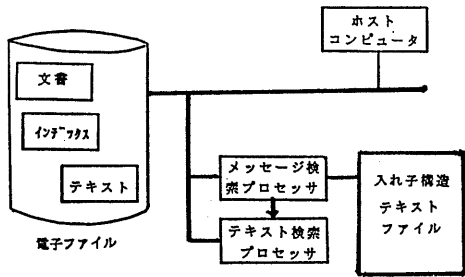 ホスト
コンピュータ
文書
インデックス
テキスト
電子ファイル
メッセージ検
索プロセッサ
テキスト検索
プロセッサ
入れ子構造
テキスト
ファイル